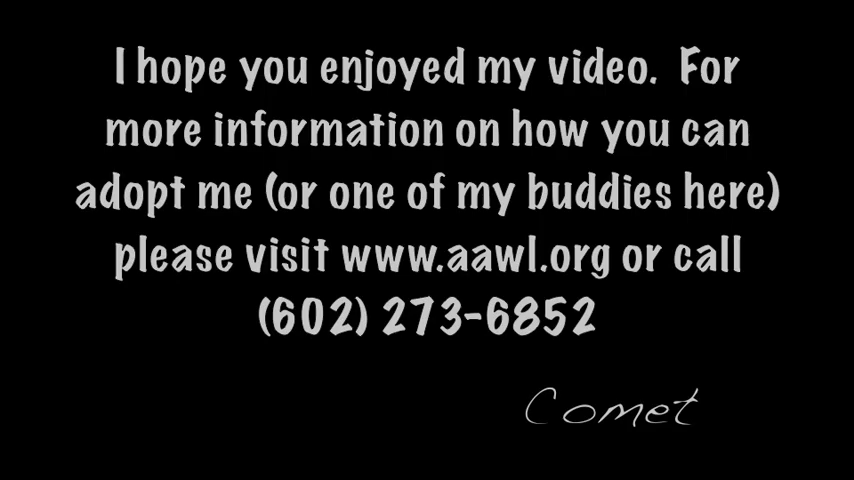 I hope you enjoyed my video.  For
more information on how you can
adopt me (or one of my buddies here)
please visit www.aawl.org or call
(602) 273-6852
Comet